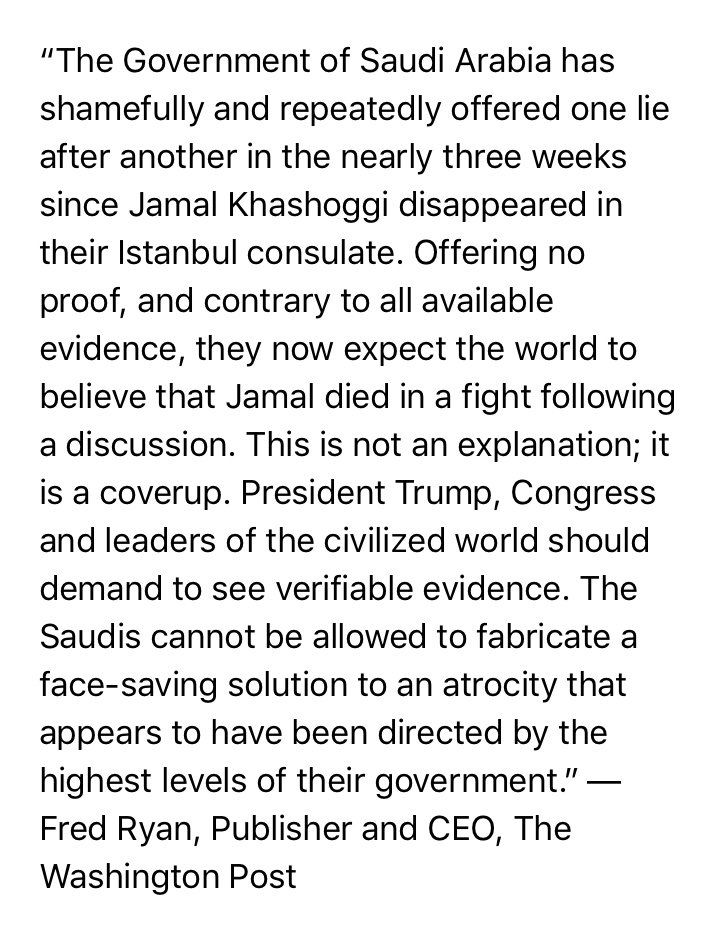 “The Government of Saudi Arabia has
shamefully and repeatedly offered one lie
after another in the nearly three weeks
since Jamal Khashoggi disappeared in
their Istanbul consulate. Offering no
proof, and contrary to all available
evidence, they now expect the world to
believe that Jamal died in a fight following
a discussion. This is not an explanation; it
is a coverup. President Trump, Congress
and leaders of the civilized world should
demand to see verifiable evidence. The
Saudis cannot be allowed to fabricate a
face-saving solution to an atrocity that
appears to have been directed by the
highest levels of their government.” —
Fred Ryan, Publisher and CEO, The
Washington Post